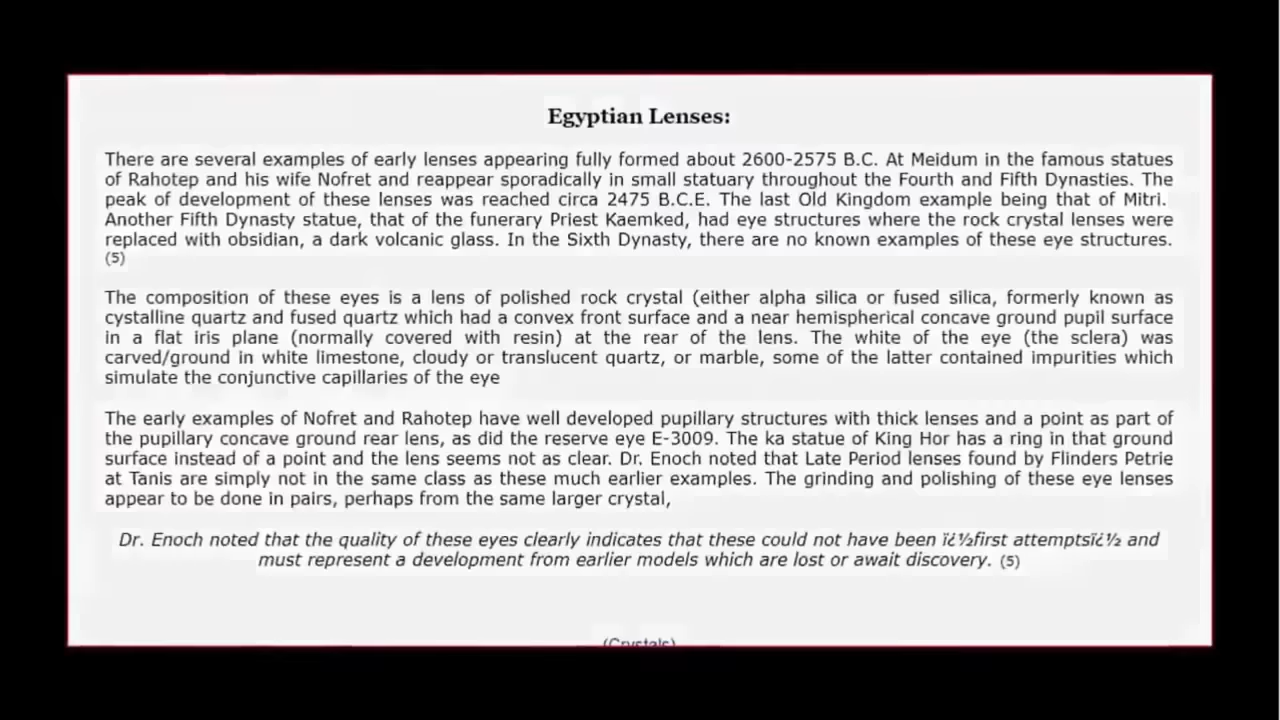 Egyptian Lenses:
There are several examples of early lenses appearing fully formed about 2600-2575 B.C. At Meidum in the famous statues
of Rahotep and his wife Nofret and reappear sporadically in small statuary throughout the Fourth and Fifth Dynasties. The
peak of development of these lenses was reached circa 2475 B.C.E. The last Old Kingdom example being that of Mitri.
Another Fifth Dynasty statue, that of the funerary Priest Kaemked, had eye structures where the rock crystal lenses were
replaced with obsidian, a dark volcanic glass. In the Sixth Dynasty, there are no known examples of these eye structures.
(5)
The composition of these eyes is a lens of polished rock crystal (either alpha silica or fused silica, formerly known as
cystalline quartz and fused quartz which had a convex front surface and a near hemispherical concave ground pupil surface
in a flat iris plane (normally covered with resin) at the rear of the lens. The white of the eye (the sclera) was
carved/ground in white limestone, cloudy or translucent quartz, or marble, some of the latter contained impurities which
simulate the conjunctive capillaries of the eye
The early examples of Nofret and Rahotep have well developed pupillary structures with thick lenses and a point as part of
the pupillary concave ground rear lens, as did the reserve eye E-3009. The ka statue of King Hor has a ring in that ground
surface instead of a point and the lens seems not as clear. Dr. Enoch noted that Late Period lenses found by Flinders Petrie
at Tanis are simply not in the same class as these much earlier examples. The grinding and polishing of these eye lenses
appear to be done in pairs, perhaps from the same larger crystal,
Dr. Enoch noted that the quality of these eyes clearly indicates that these could not have been ï¿½first attemptsï¿½ and
must represent a development from earlier models which are lost or await discovery. (5)
(Crystals)